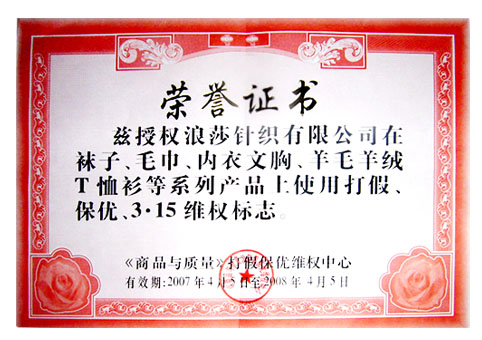 荣誉证书
兹授权浪莎针织有限公司在
袜子、毛巾、内衣文胸、羊毛羊绒
T恤衫等系列产品上使用打假、
保优、3·15维权标志。
《商品与质量》打假保优维权中心
有效期:2007年4月5日至2008年4月5日